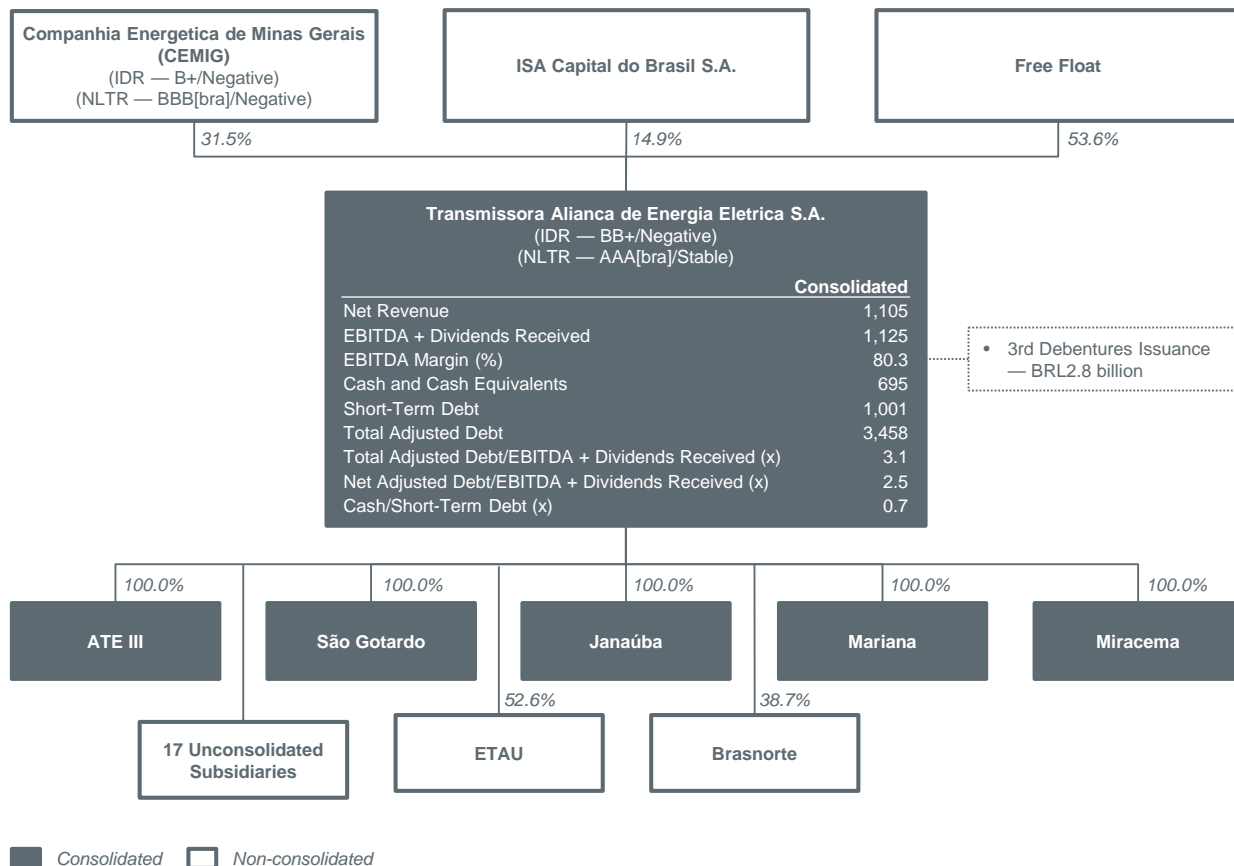 Companhia Energetica de Minas Gerais
(CEMIG)
(IDR — B+/Negative)
(NLTR — BBB[bra]/Negative)
ISA Capital do Brasil S.A.
Free Float
31.5%
14.9%
53.6%
Transmissora Alianca de Energia Eletrica S.A.
(IDR — BB+/Negative)
(NLTR — AAA[bra]/Stable)
Consolidated
Net Revenue 1,105
EBITDA + Dividends Received 1,125
EBITDA Margin (%) 80.3
Cash and Cash Equivalents 695
Short-Term Debt 1,001
Total Adjusted Debt 3,458
Total Adjusted Debt/EBITDA + Dividends Received (x) 3.1
Net Adjusted Debt/EBITDA + Dividends Received (x) 2.5
Cash/Short-Term Debt (x) 0.7
• 3rd Debentures Issuance
— BRL2.8 billion
100.0%
100.0%
100.0%
100.0%
100.0%
ATE III
São Gotardo
Janaúba
Mariana
Miracema
52.6%
38.7%
17 Unconsolidated
Subsidiaries
ETAU
Brasnorte
Consolidated
Non-consolidated